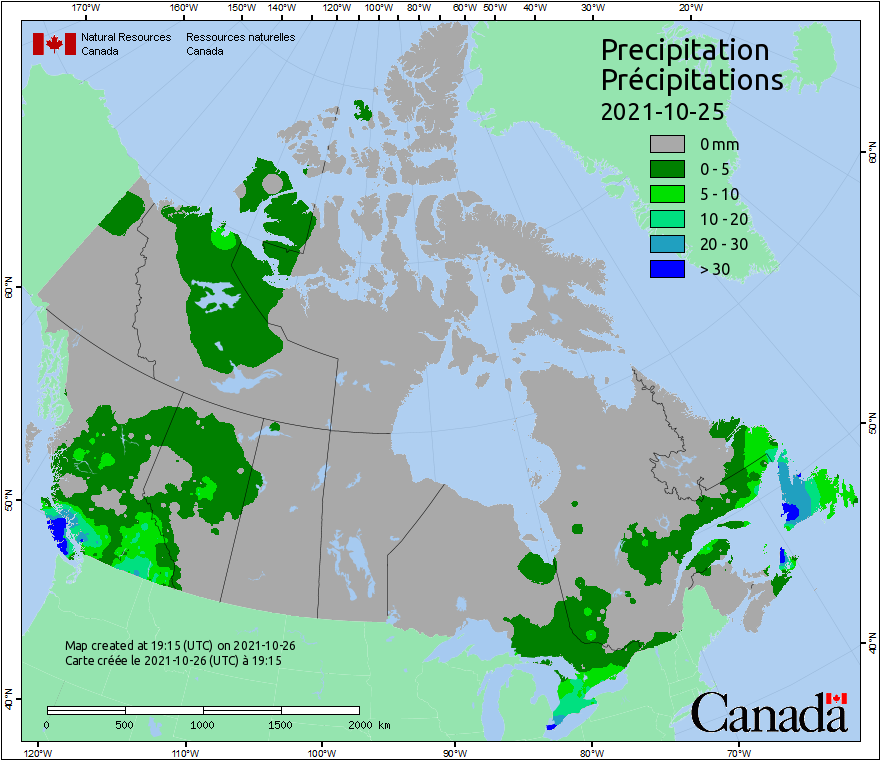 170°W 160°W 150°W 140°W 130°W 120°W 110°W 100°W 90°W 80°W 60°W 50°W 40°W 30°W 20°W
Natural Resources Ressources naturelles
Canada Canada
Precipitation
Précipitations
2021-10-25
0 mm
0 - 5
5 - 10
10 - 20
20 - 30
> 30
60°N
60°N
50°N
50°N
40°N
40°N
Map created at 19:15 (UTC) on 2021-10-26
Carte créée le 2021-10-26 (UTC) à 19:15
0 500 1000 1500 2000 km
Canada
120°W 110°W 100°W 90°W 80°W 70°W